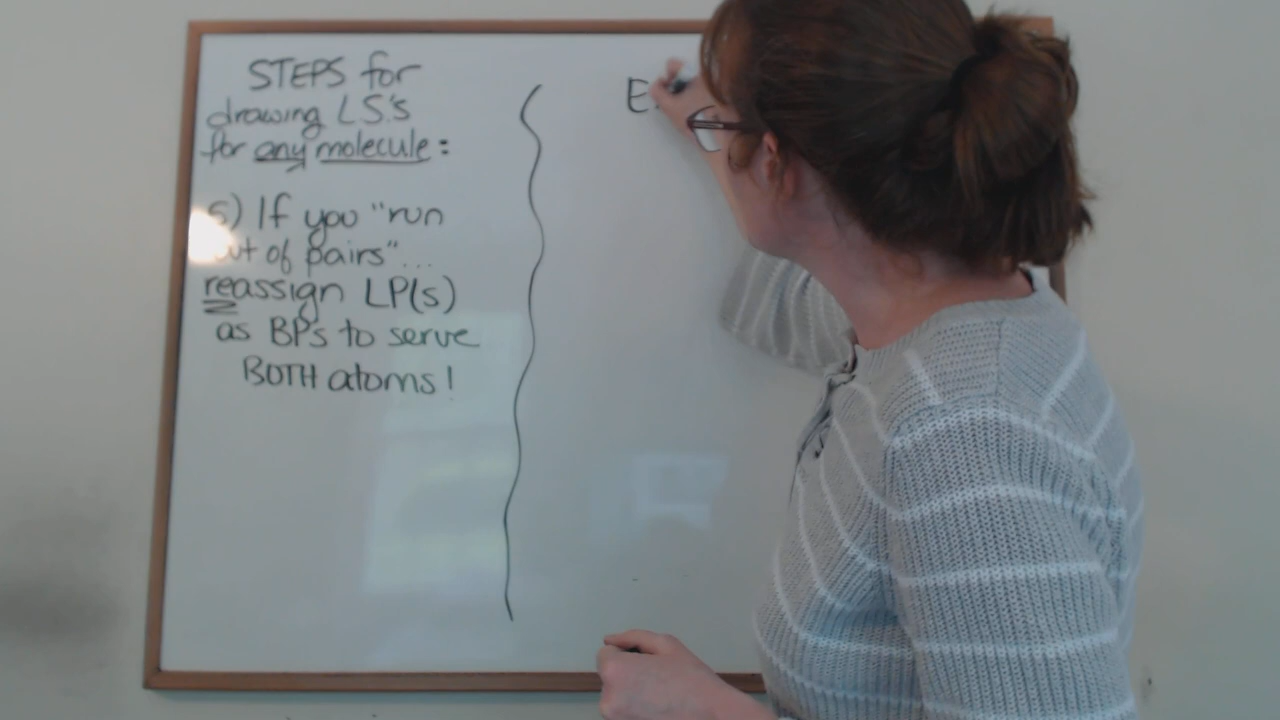 STEPS for
drawing L.S.'s
for any molecule:
5) If you "run
out of pairs"...
reassign LP(s)
as BP's to serve
BOTH atoms!
E